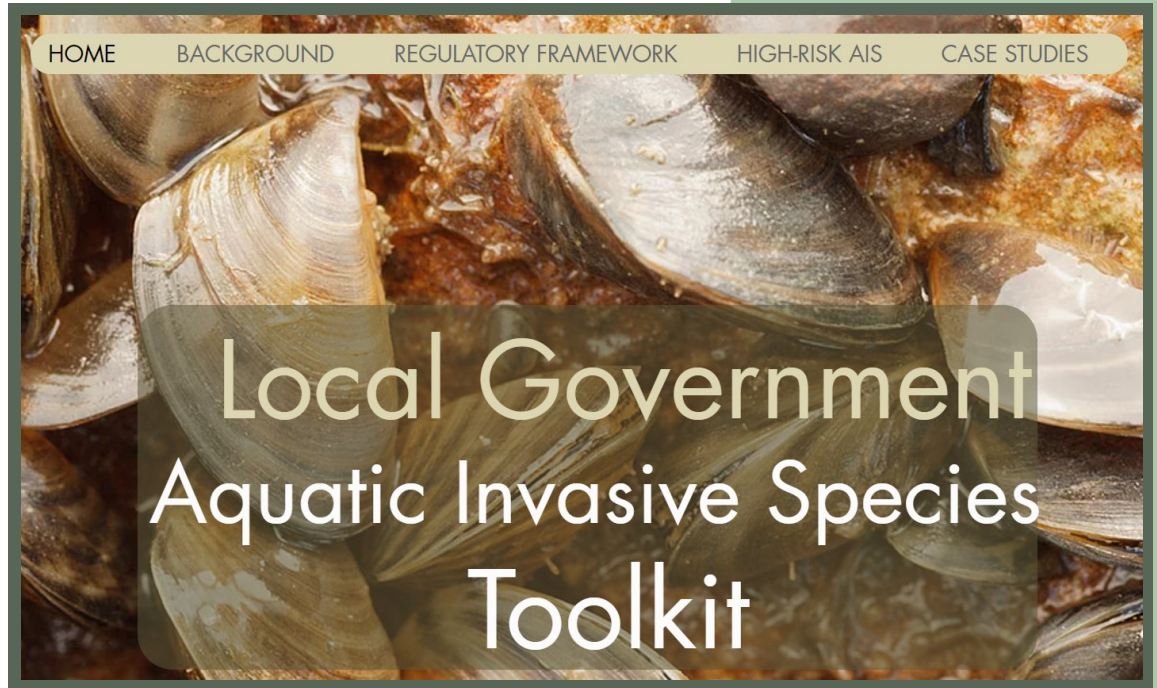 HOME BACKGROUND REGULATORY FRAMEWORK HIGH-RISK AIS CASE STUDIES
Local Government
Aquatic Invasive Species
Toolkit